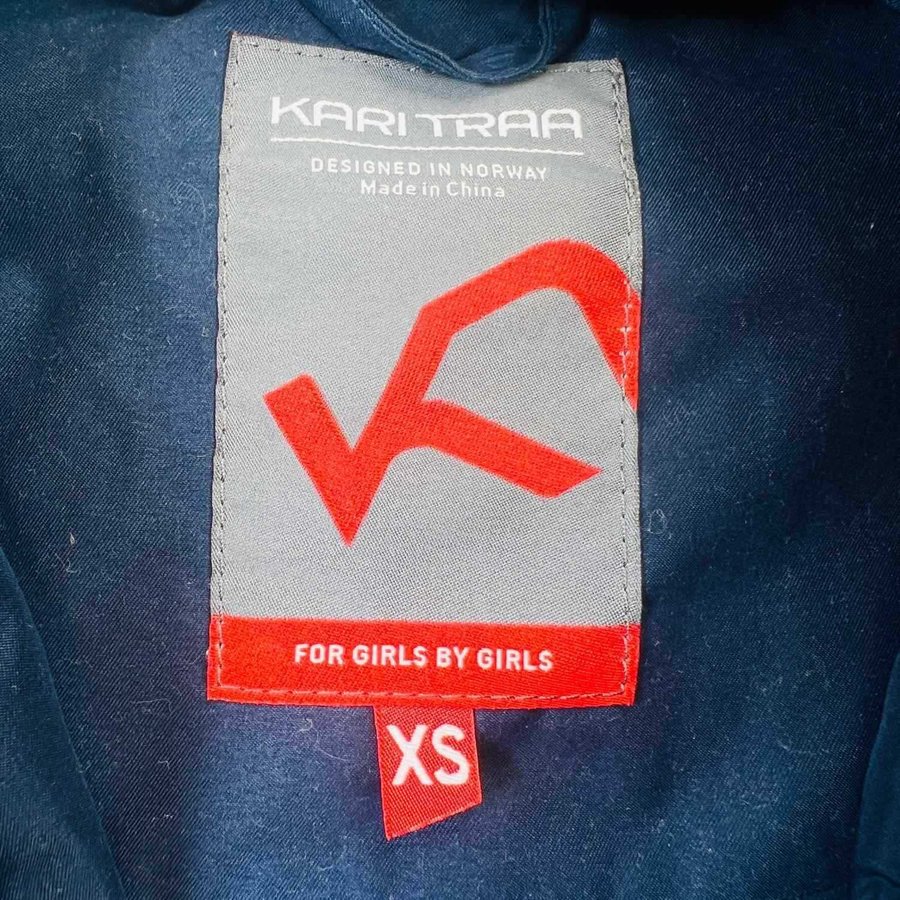 KARI TRAA
DESIGNED IN NORWAY
Made in China
FOR GIRLS BY GIRLS
XS